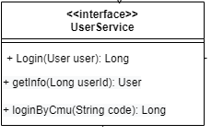 <<interface>>
UserService
+ Login(User user): Long
+ getInfo(Long userId): User
+ loginByCmu(String code): Long